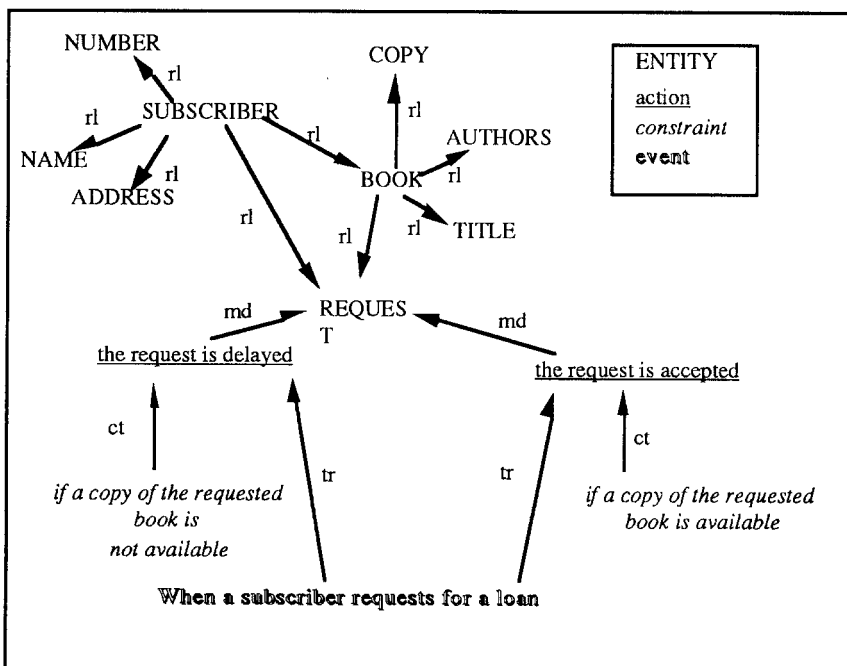 NUMBER
COPY
ENTITY
rl
action
SUBSCRIBER
rl
constraint
rl
rl
AUTHORS
event
NAME
rl
BOOK
rl
ADDRESS
rl
rl
rl
TITLE
md
REQUES
T
md
the request is delayed
the request is accepted
ct
ct
tr
tr
if a copy of the requested
book is
not available
if a copy of the requested
book is available
When a subscriber requests for a loan